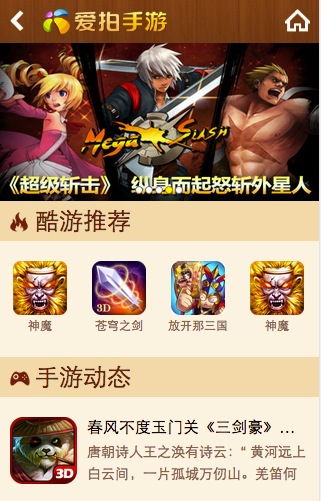 爱拍手游
Mega Slash
《超级斩击》 纵身而起怒斩外星人
酷游推荐
3D
神魔
苍穹之剑
放开那三国
神魔
手游动态
春风不度玉门关《三剑豪》...
唐朝诗人王之涣有诗云：“ 黄河远上
白云间，一片孤城万仞山。羌笛何
3D